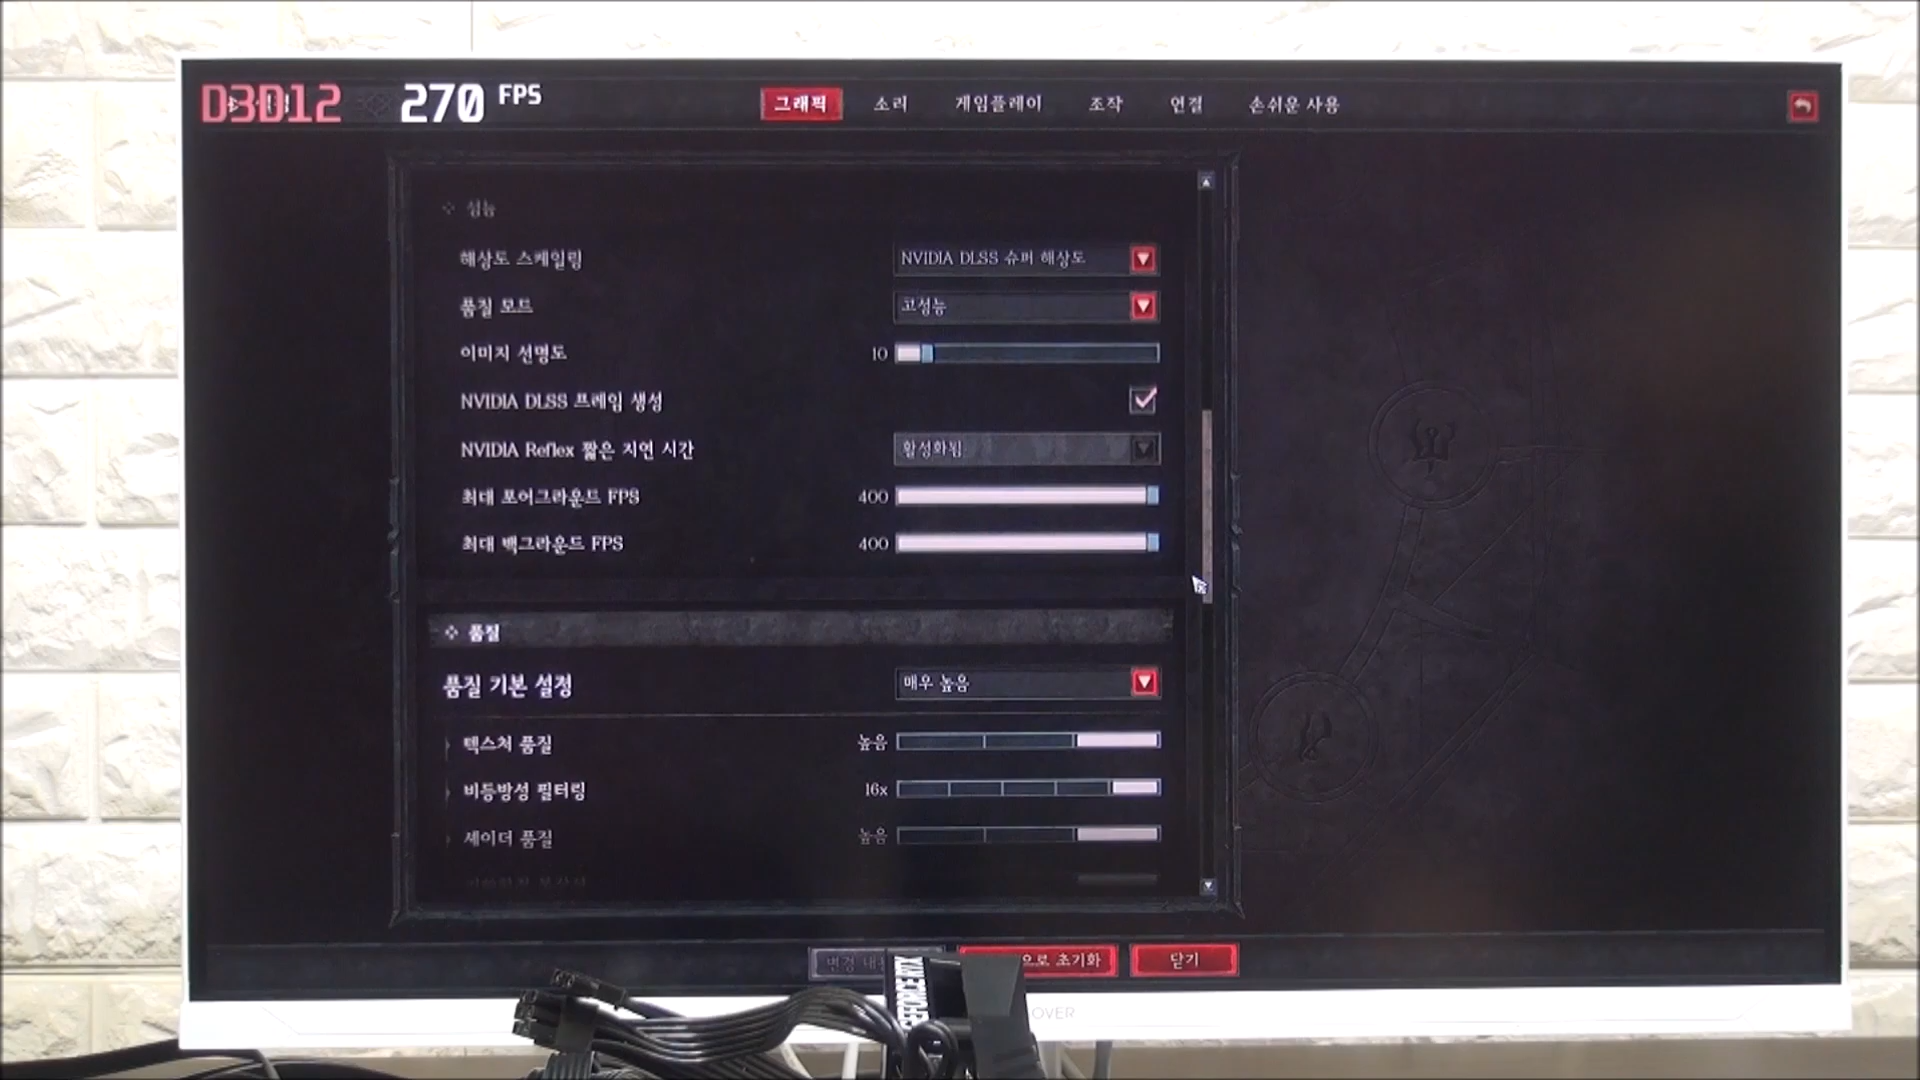 D3D12 270 FPS
그래픽 소리 게임플레이 조작 연결 손쉬운 사용
성능
해상도 스케일링 NVIDIA DLSS 슈퍼 해상도
품질 모드 고성능
이미지 선명도 10
NVIDIA DLSS 프레임 생성
NVIDIA Reflex 짧은 지연 시간 활성화됨
최대 포어그라운드 FPS 400
최대 백그라운드 FPS 400
품질
품질 기본 설정 매우 높음
텍스처 품질 높음
비등방성 필터링 16x
셰이더 품질 높음
변경 으로 초기화 닫기
GEFORCE RTX
OVER